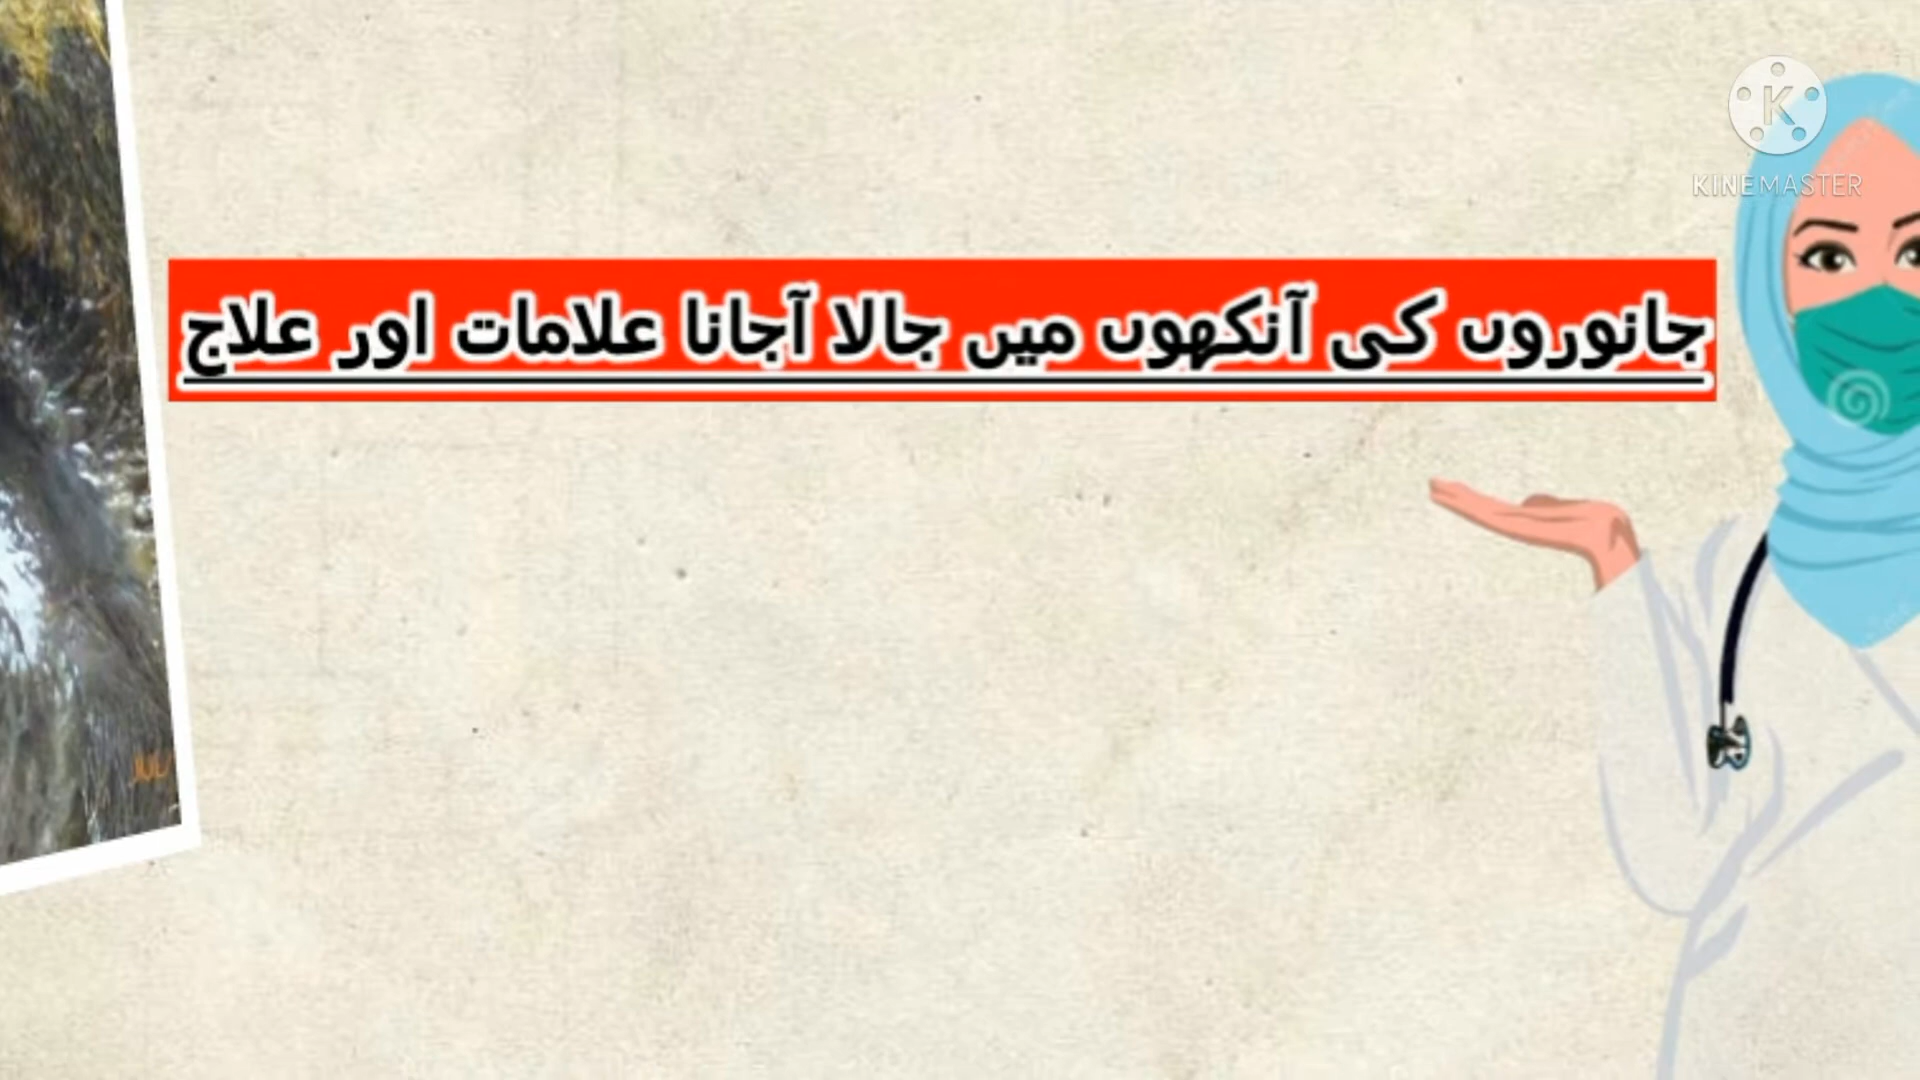 KINEMASTER
جانوروں کی آنکھوں میں جالا آجانا علامات اور علاج